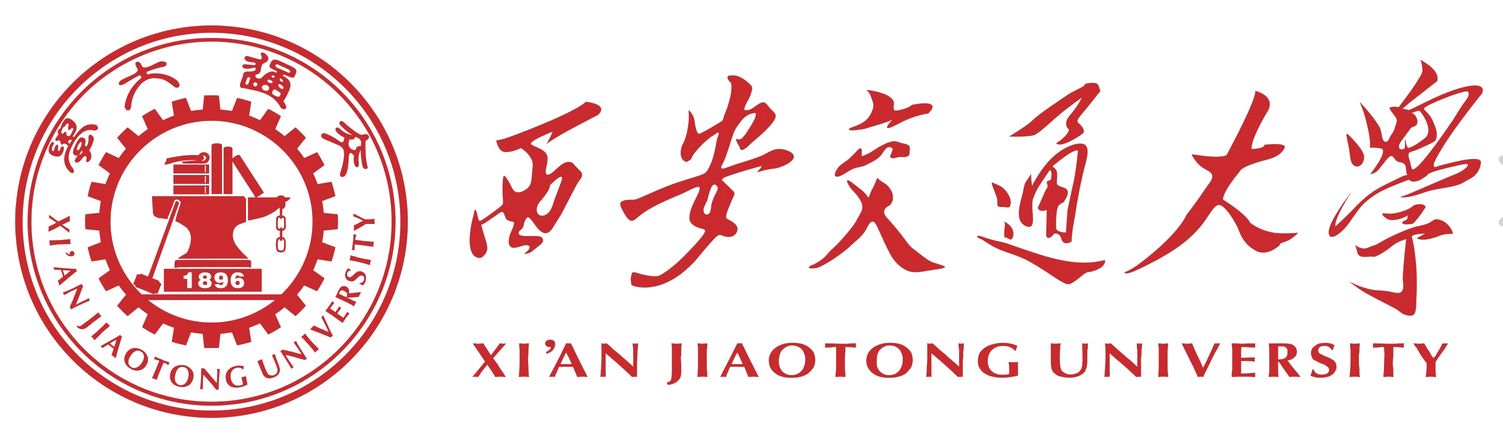 交通大學
1896
XI'AN JIAOTONG UNIVERSITY
西安交通大學
XI'AN JIAOTONG UNIVERSITY